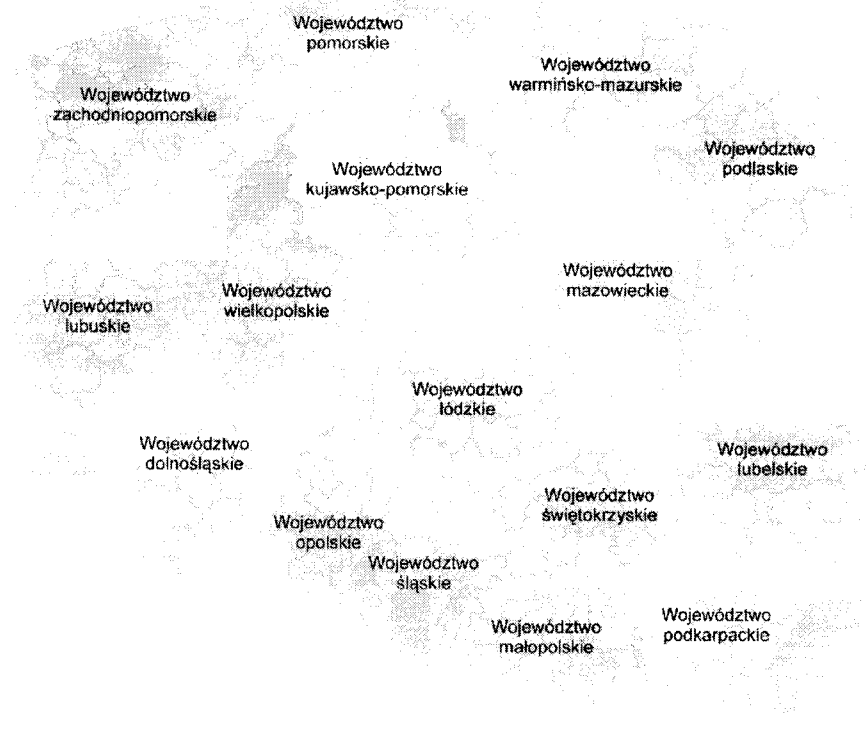 Województwo
pomorskie
Województwo
warmińsko-mazurskie
Województwo
zachodniopomorskie
Województwo
podlaskie
Województwo
kujawsko-pomorskie
Województwo
mazowieckie
Województwo
wielkopolskie
Województwo
lubuskie
Województwo
łódzkie
Województwo
dolnośląskie
Województwo
lubelskie
Województwo
świętokrzyskie
Województwo
opolskie
Województwo
śląskie
Województwo
podkarpackie
Województwo
małopolskie